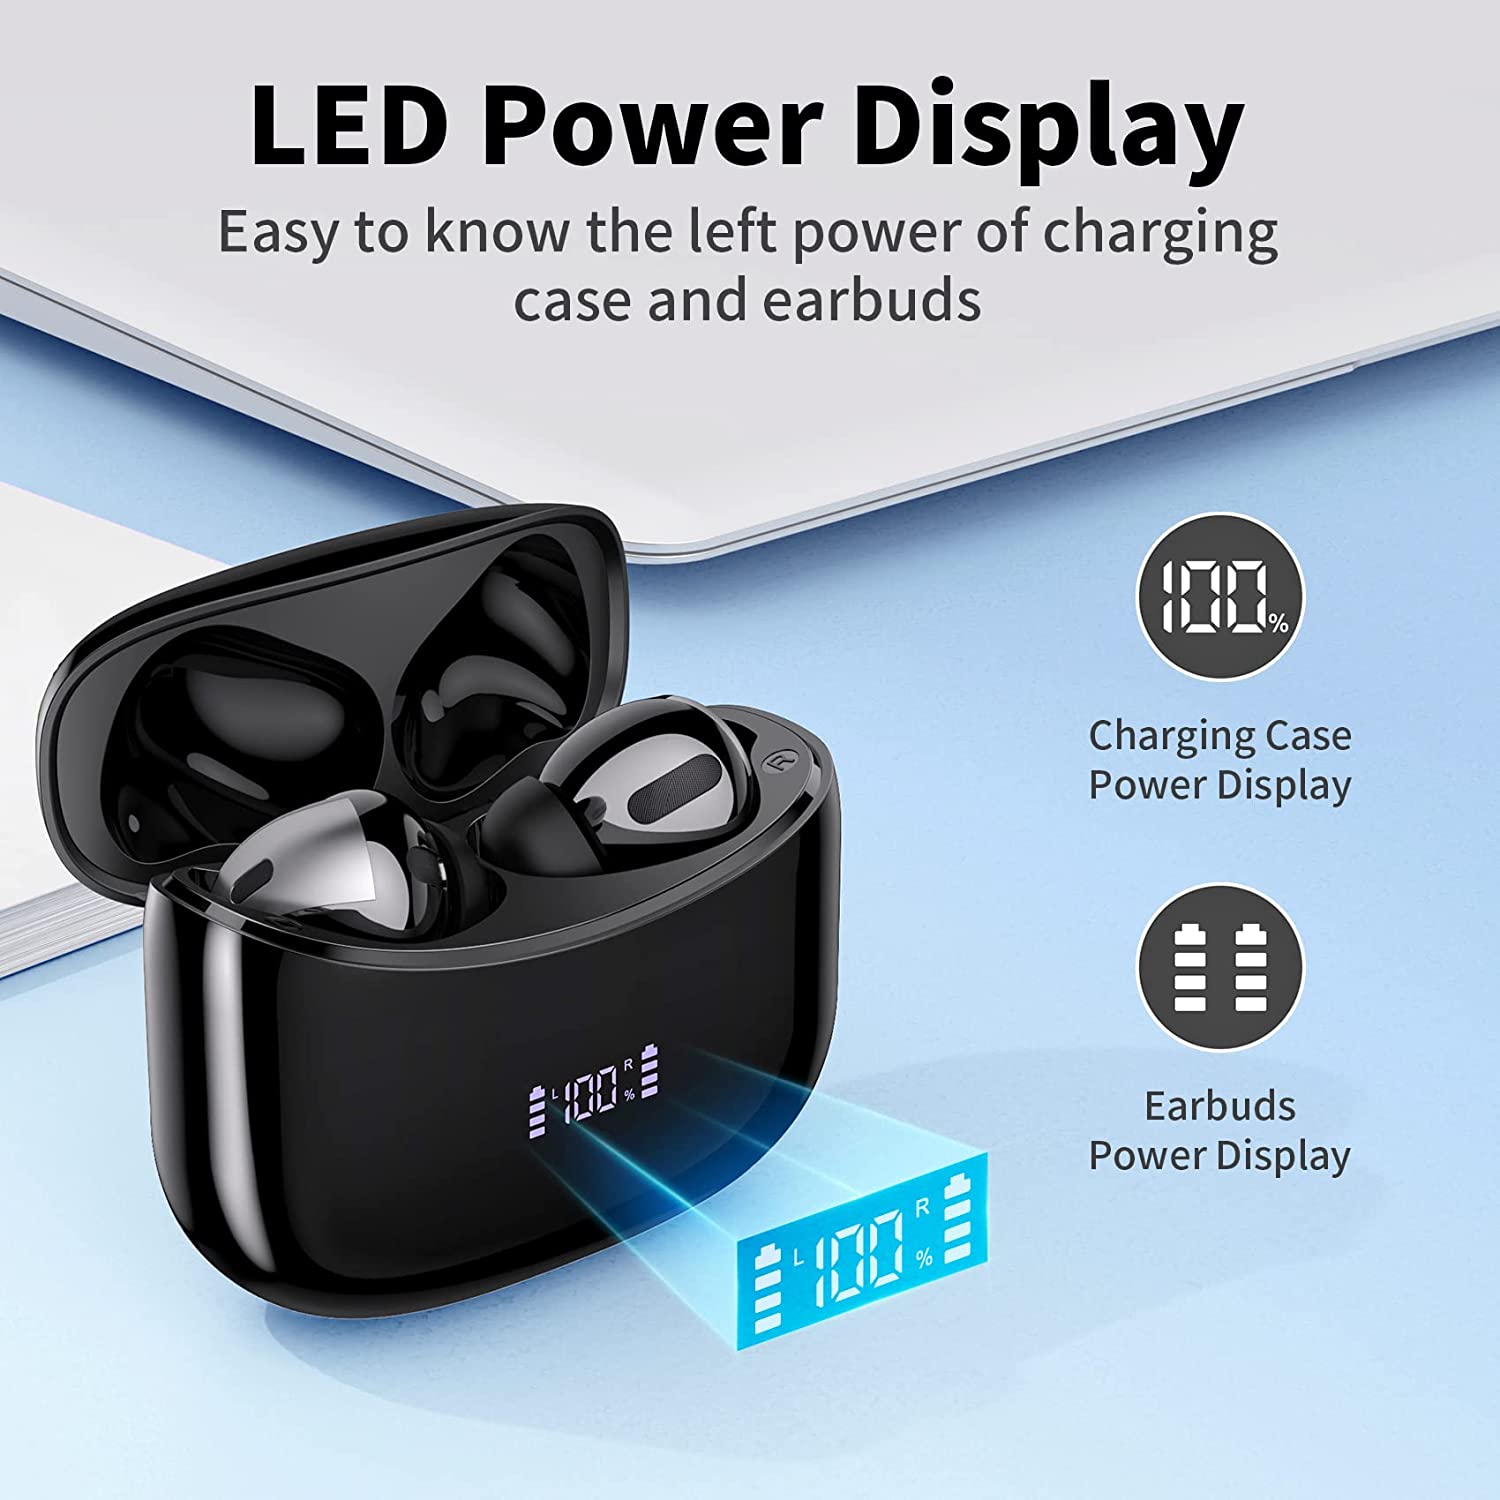 LED Power Display
Easy to know the left power of charging
case and earbuds
100%
Charging Case
Power Display
Earbuds
Power Display
R
L 100% R
L 100% R